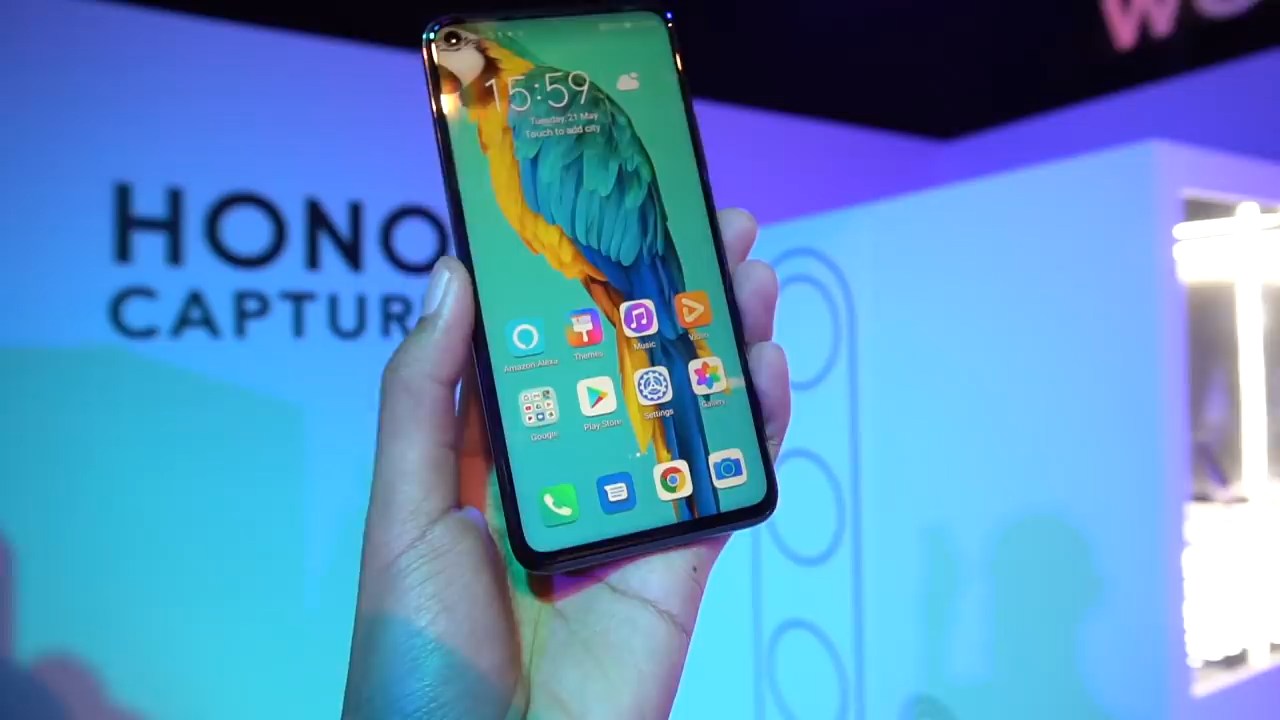 W
HONO
CAPTUR
15:59
Tuesday, 21 May
Touch to add city
Amazon Alexa
Themes
Music
Video
Google
Play Store
Settings
Gallery